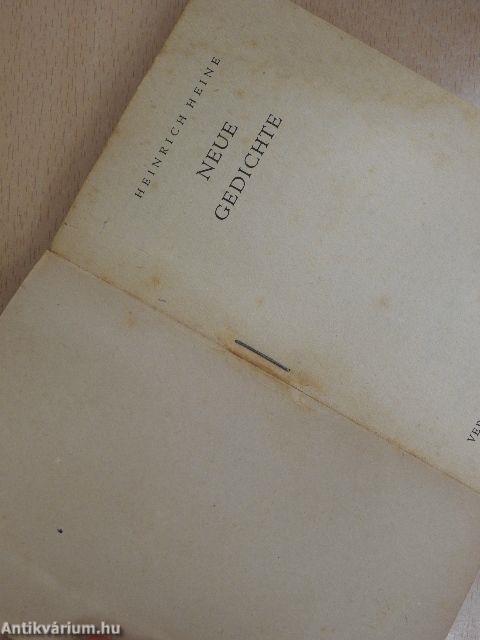 HEINRICH HEINE
NEUE
GEDICHTE
Antikvárium.hu